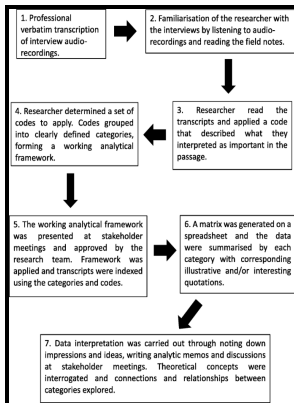 1. Professional
verbatim transcription
of interview audio-
recordings.
2. Familiarisation of the researcher
with the interviews by listening to audio-
recordings and reading the field notes.
3. Researcher read the
transcripts and applied a code
that described what they
interpreted as important in the
passage.
4. Researcher determined a set of
codes to apply. Codes grouped
into clearly defined categories,
forming a working analytical
framework.
5. The working analytical framework
was presented at stakeholder
meetings and approved by the
research team. Framework was
applied and transcripts were indexed
using the categories and codes.
6. A matrix was generated on a
spreadsheet and the data
were summarised by each
category with corresponding
illustrative and/or interesting
quotations.
7. Data interpretation was carried out through noting down
impressions and ideas, writing analytic memos and discussions
at stakeholder meetings. Theoretical concepts were
interrogated and connections and relationships between
categories explored.